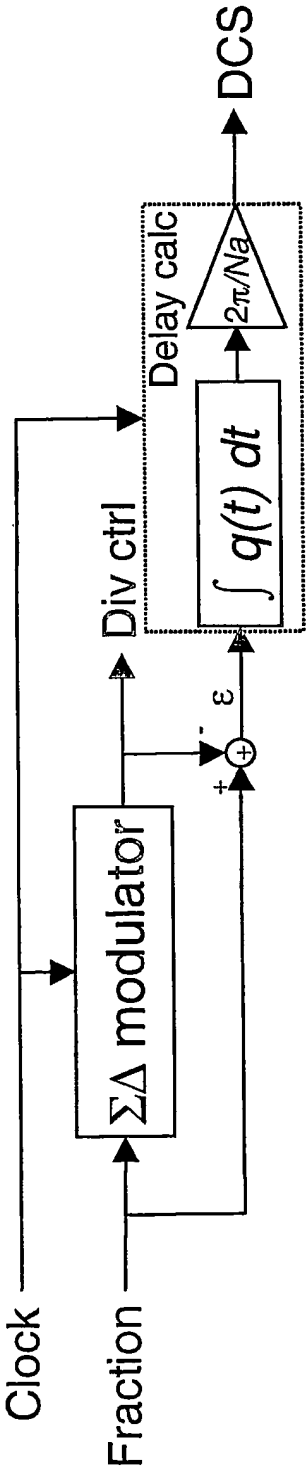 Clock
Fraction
ΣΔ modulator
Div ctrl
+
-
+
ε
Delay calc
∫ q(t) dt
2π/Na
DCS